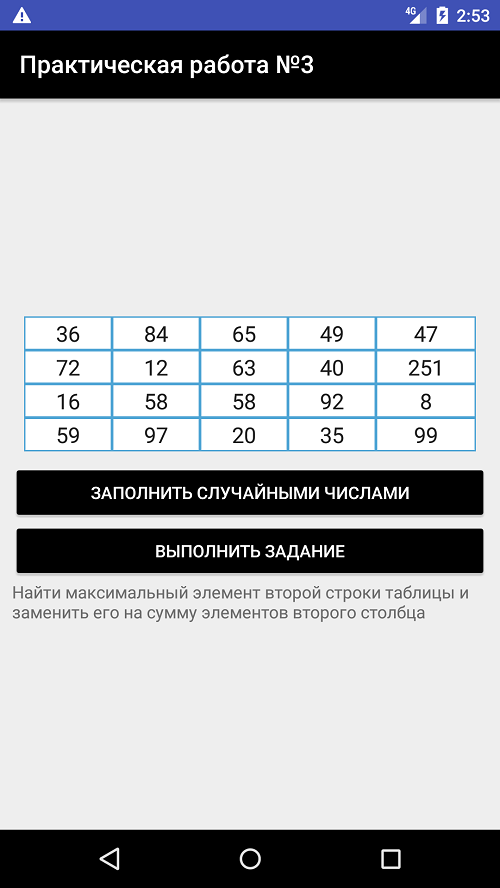 4G 2:53
Практическая работа №3
36 84 65 49 47
72 12 63 40 251
16 58 58 92 8
59 97 20 35 99
ЗАПОЛНИТЬ СЛУЧАЙНЫМИ ЧИСЛАМИ
ВЫПОЛНИТЬ ЗАДАНИЕ
Найти максимальный элемент второй строки таблицы и
заменить его на сумму элементов второго столбца